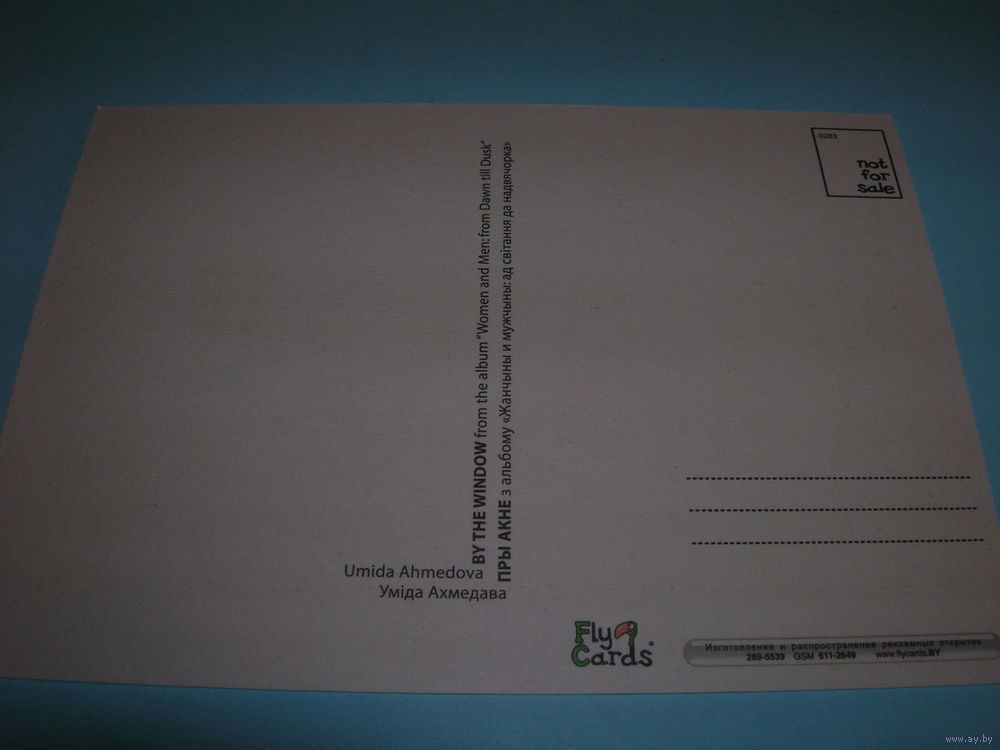 0283
not
for
sale
BY THE WINDOW from the album "Women and Men: from Dawn till Dusk"
ПРЫ АКНЕ з альбому «Жанчыны и мужчыны: ад світання да надвячорка»
Umida Ahmedova
Уміда Ахмедава
Fly
Cards
Изготовление и распространение рекламных открыток
289-5539 GSM 611-2649 www.flycards.BY
www.ay.by